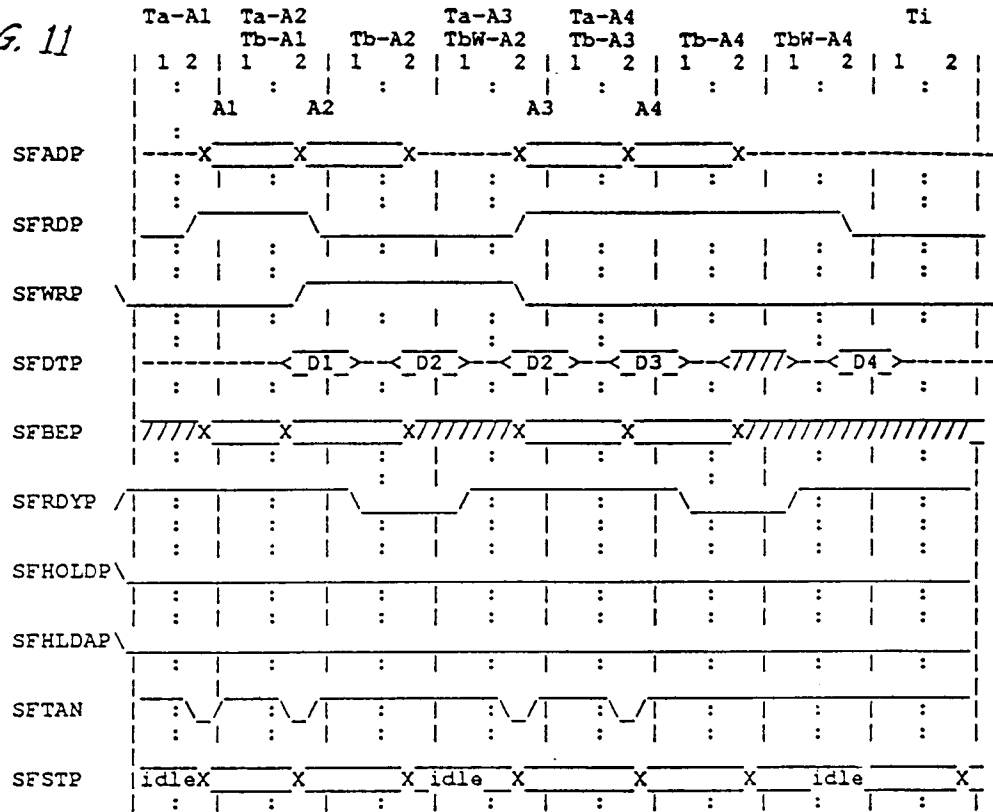 G. 11
Ta-A1 Ta-A2 Ta-A3 Ta-A4 Ti
Tb-A1 Tb-A2 TbW-A2 Tb-A3 Tb-A4 TbW-A4
1 2 1 2 1 2 1 2 1 2 1 2 1 2 1 2
A1 A2 A3 A4
SFADP
SFRDP
SFWRP
SFDTP D1 D2 D2 D3 D4
SFBEP
SFRDYP
SFHOLDP
SFHLDAP
SFTAN
SFSTP idle idle idle